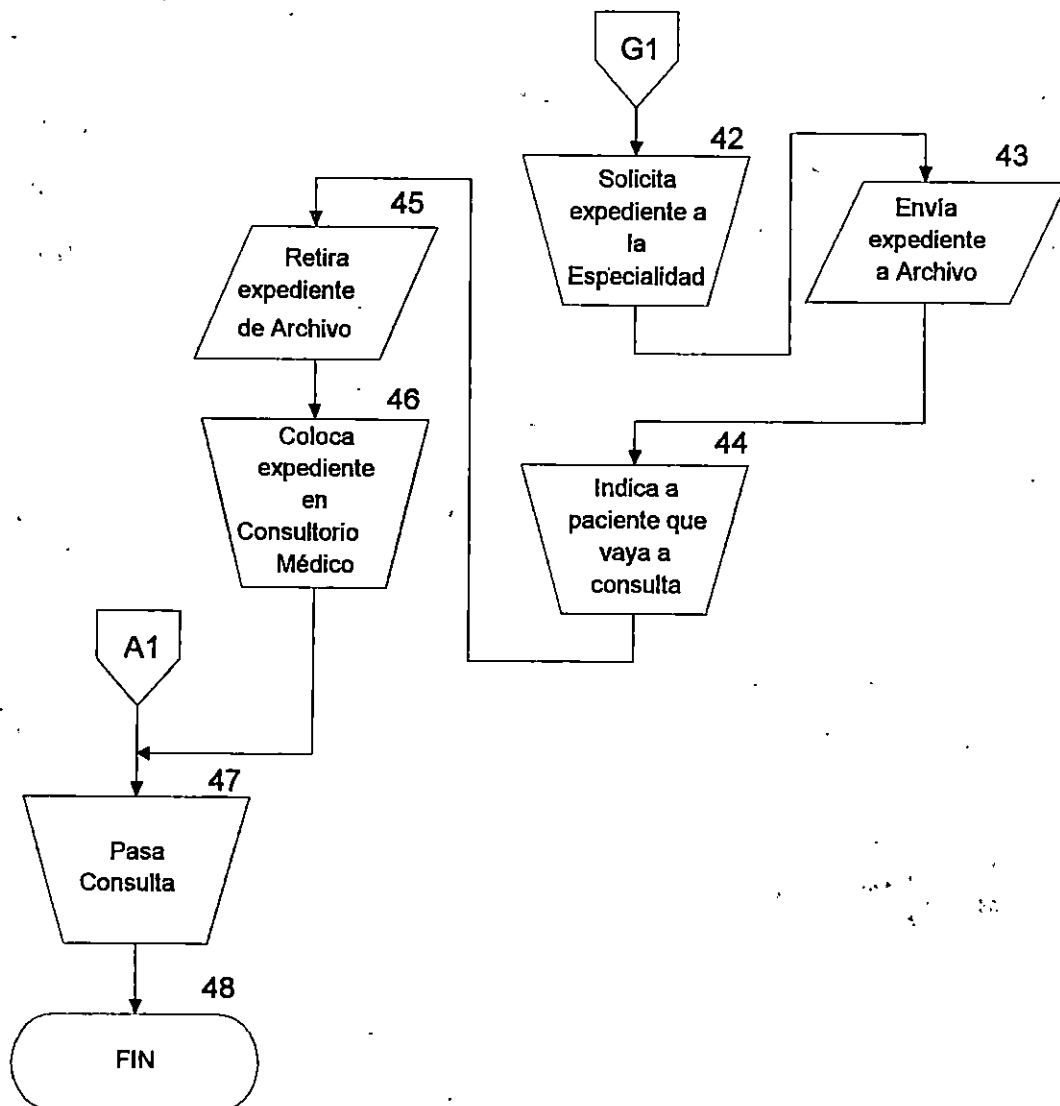 G1
42
Solicita
expediente a
la
Especialidad
43
Envía
expediente
a Archivo
44
Indica a
paciente que
vaya a
consulta
45
Retira
expediente
de Archivo
46
Coloca
expediente
en
Consultorio
Médico
A1
47
Pasa
Consulta
48
FIN